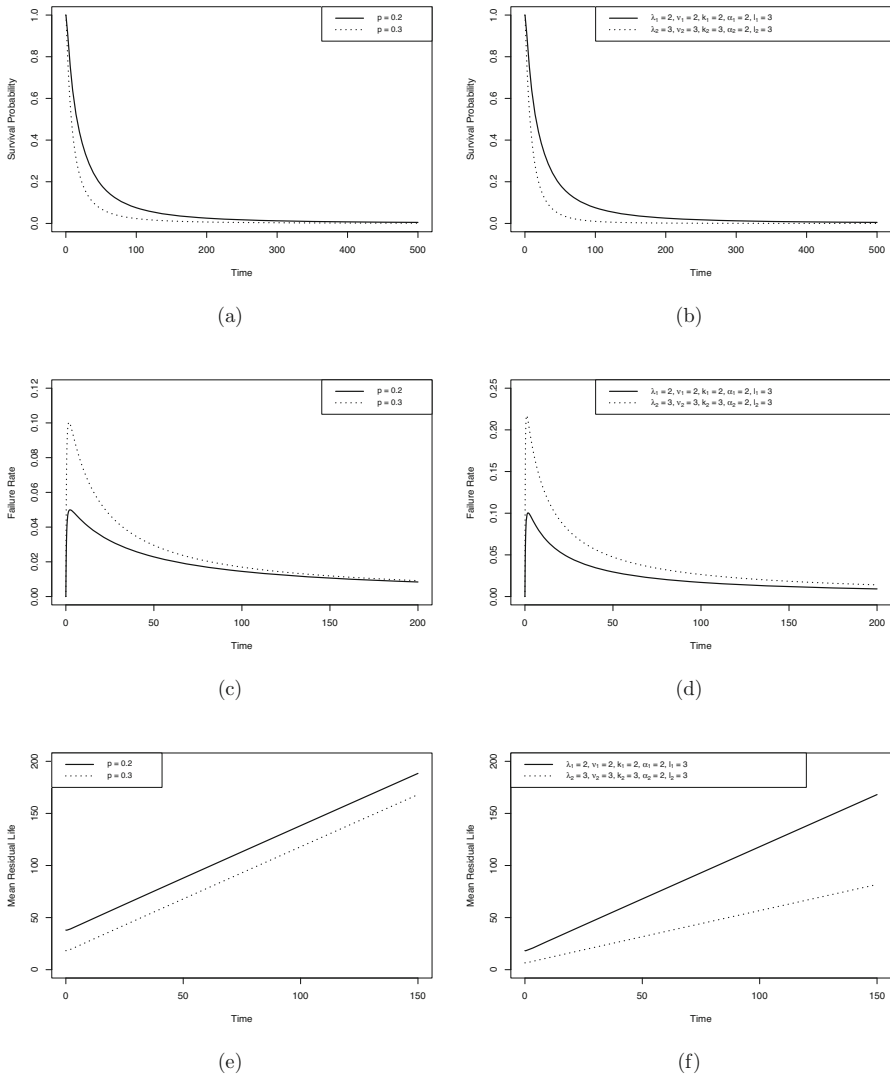 p = 0.2
p = 0.3
Survival Probability
0.0 0.2 0.4 0.6 0.8 1.0
0 100 200 300 400 500
Time
(a)
λ₁ = 2, ν₁ = 2, k₁ = 2, α₁ = 2, l₁ = 3
λ₂ = 3, ν₂ = 3, k₂ = 3, α₂ = 2, l₂ = 3
Survival Probability
0.0 0.2 0.4 0.6 0.8 1.0
0 100 200 300 400 500
Time
(b)
p = 0.2
p = 0.3
Failure Rate
0.00 0.02 0.04 0.06 0.08 0.10 0.12
0 50 100 150 200
Time
(c)
λ₁ = 2, ν₁ = 2, k₁ = 2, α₁ = 2, l₁ = 3
λ₂ = 3, ν₂ = 3, k₂ = 3, α₂ = 2, l₂ = 3
Failure Rate
0.00 0.05 0.10 0.15 0.20 0.25
0 50 100 150 200
Time
(d)
p = 0.2
p = 0.3
Mean Residual Life
0 50 100 150 200
0 50 100 150
Time
(e)
λ₁ = 2, ν₁ = 2, k₁ = 2, α₁ = 2, l₁ = 3
λ₂ = 3, ν₂ = 3, k₂ = 3, α₂ = 2, l₂ = 3
Mean Residual Life
0 50 100 150 200
0 50 100 150
Time
(f)